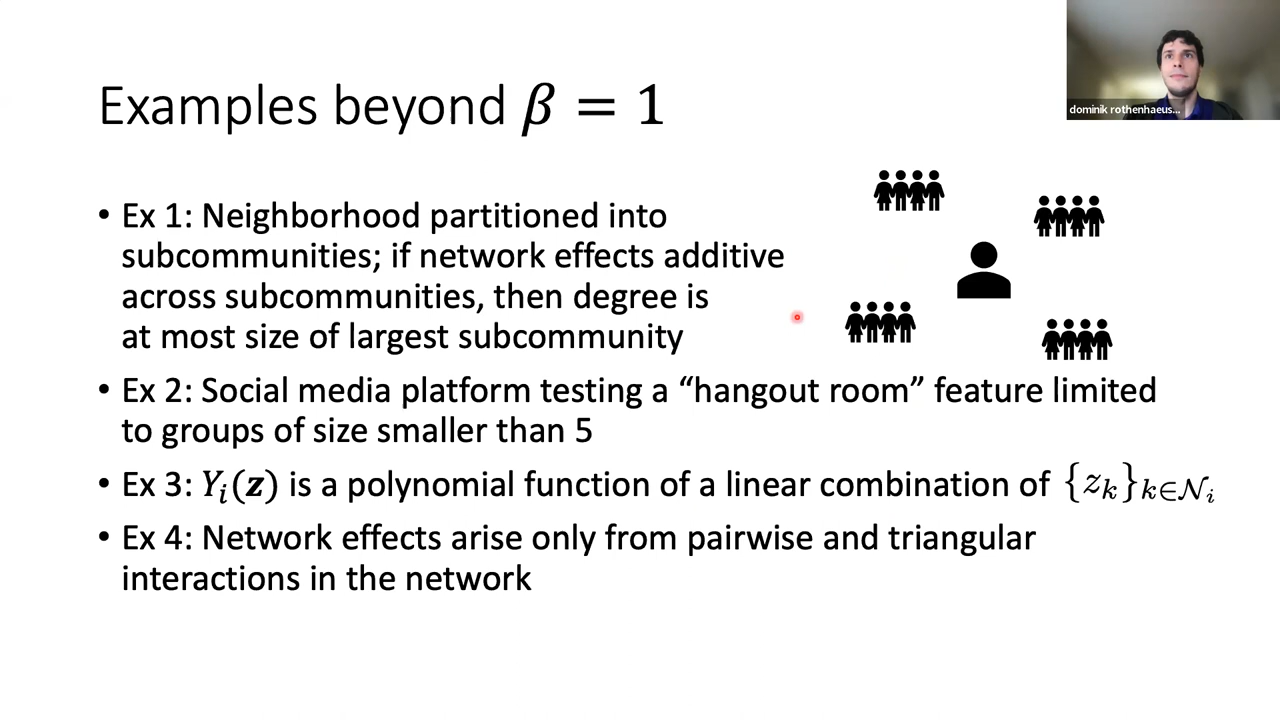 Examples beyond β = 1
dominik rothenhaeus...
• Ex 1: Neighborhood partitioned into
subcommunities; if network effects additive
across subcommunities, then degree is
at most size of largest subcommunity
• Ex 2: Social media platform testing a “hangout room” feature limited
to groups of size smaller than 5
• Ex 3: Y_i(z) is a polynomial function of a linear combination of {z_k}_{k∈𝒩_i}
• Ex 4: Network effects arise only from pairwise and triangular
interactions in the network